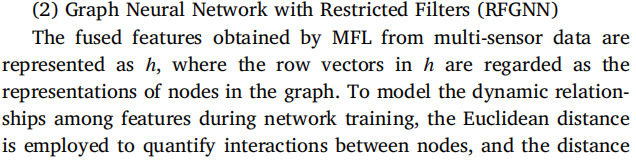 (2) Graph Neural Network with Restricted Filters (RFGNN)
The fused features obtained by MFL from multi-sensor data are
represented as h, where the row vectors in h are regarded as the
representations of nodes in the graph. To model the dynamic relation-
ships among features during network training, the Euclidean distance
is employed to quantify interactions between nodes, and the distance